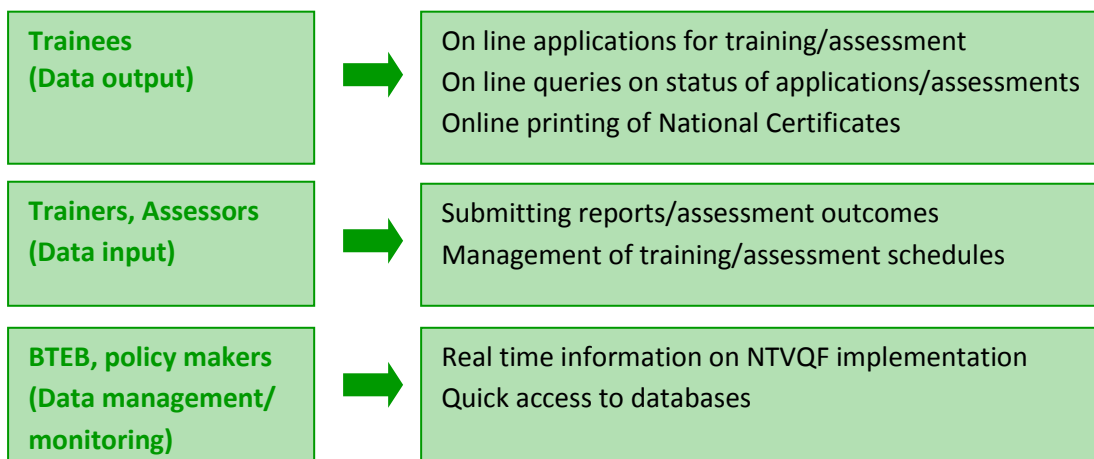 Trainees
(Data output)
On line applications for training/assessment
On line queries on status of applications/assessments
Online printing of National Certificates
Trainers, Assessors
(Data input)
Submitting reports/assessment outcomes
Management of training/assessment schedules
BTEB, policy makers
(Data management/
monitoring)
Real time information on NTVQF implementation
Quick access to databases